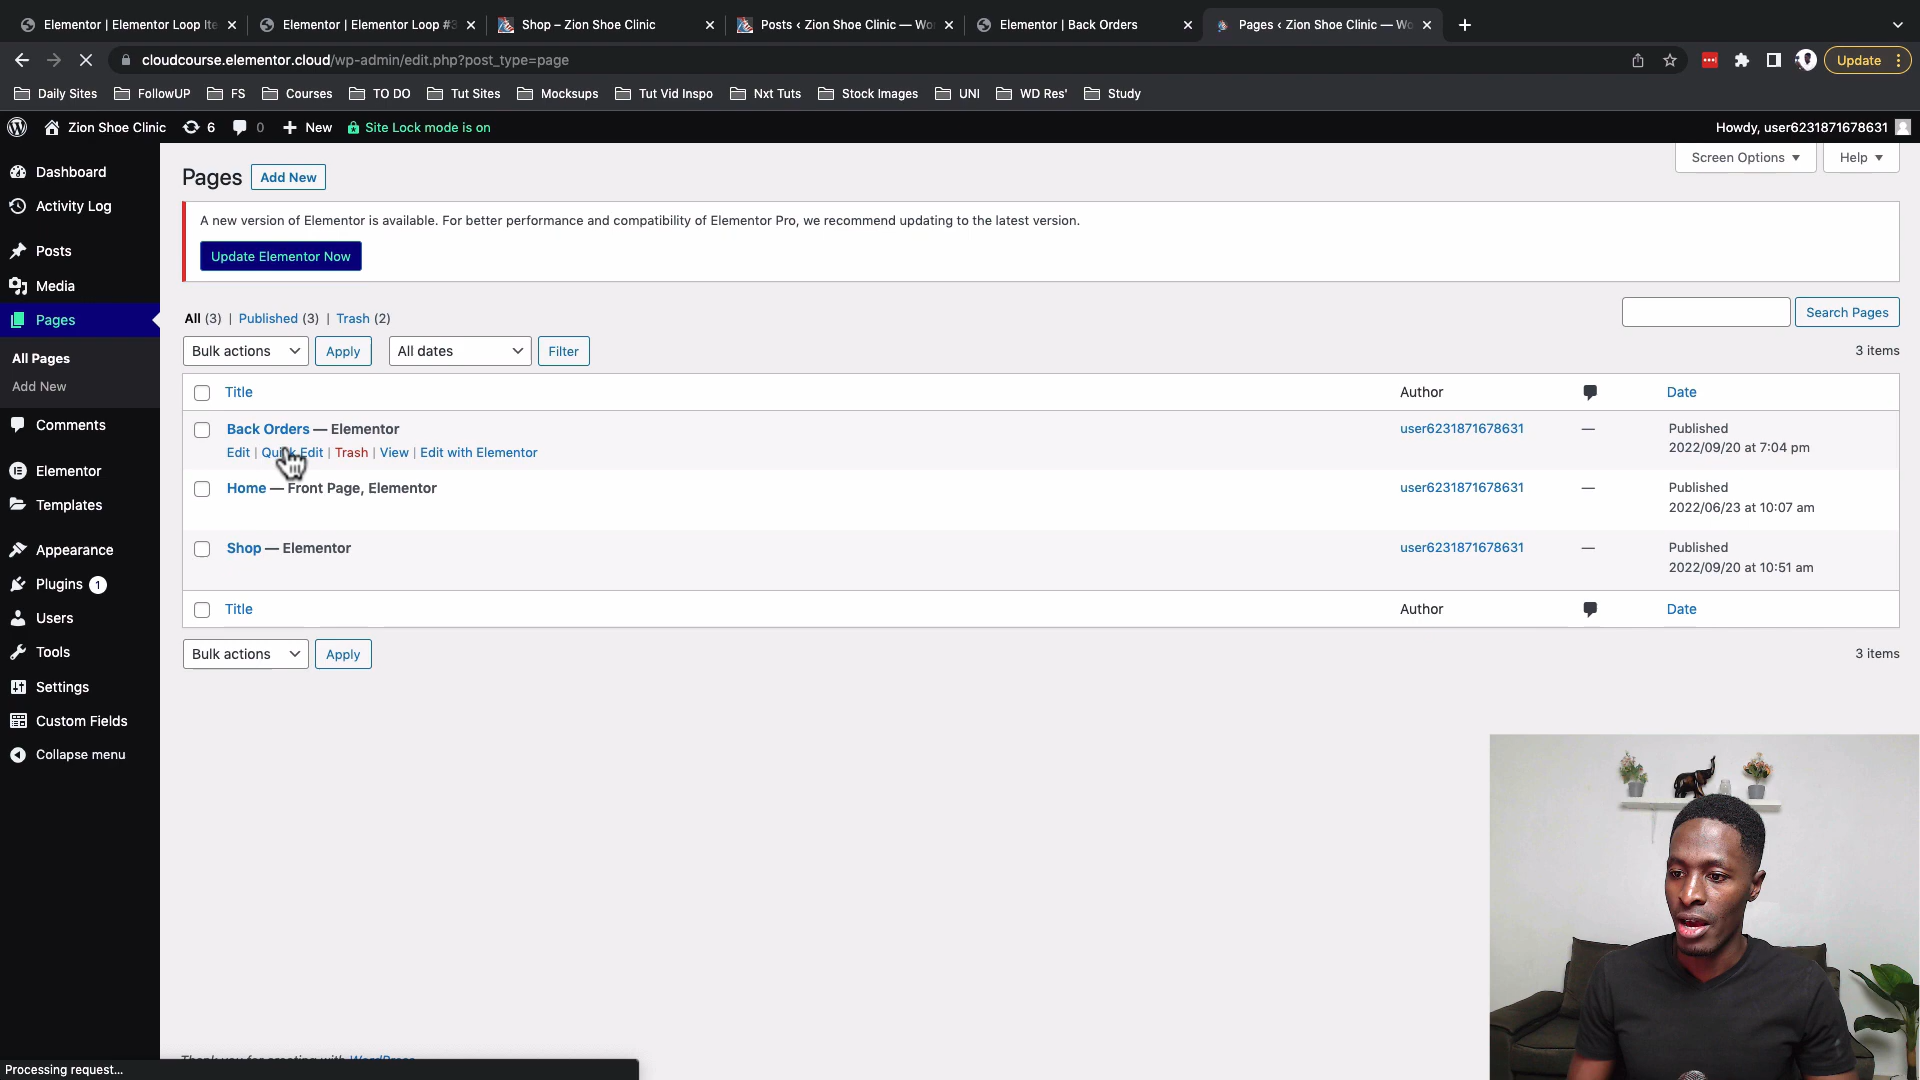 Elementor | Elementor Loop Ite
Elementor | Elementor Loop #3
Shop – Zion Shoe Clinic
Posts ‹ Zion Shoe Clinic — Wo
Elementor | Back Orders
Pages ‹ Zion Shoe Clinic — Wo
cloudcourse.elementor.cloud/wp-admin/edit.php?post_type=page
Update
Daily Sites
FollowUP
FS
Courses
TO DO
Tut Sites
Mocksups
Tut Vid Inspo
Nxt Tuts
Stock Images
UNI
WD Res'
Study
Zion Shoe Clinic
6
0
New
Site Lock mode is on
Howdy, user6231871678631
Dashboard
Activity Log
Posts
Media
Pages
All Pages
Add New
Comments
Elementor
Templates
Appearance
Plugins 1
Users
Tools
Settings
Custom Fields
Collapse menu
Pages
Add New
Screen Options
Help
A new version of Elementor is available. For better performance and compatibility of Elementor Pro, we recommend updating to the latest version.
Update Elementor Now
All (3) | Published (3) | Trash (2)
Search Pages
Bulk actions
Apply
All dates
Filter
3 items
Title
Author
Date
Back Orders — Elementor
Edit | Quick Edit | Trash | View | Edit with Elementor
user6231871678631
—
Published
2022/09/20 at 7:04 pm
Home — Front Page, Elementor
user6231871678631
—
Published
2022/06/23 at 10:07 am
Shop — Elementor
user6231871678631
—
Published
2022/09/20 at 10:51 am
Title
Author
Date
Bulk actions
Apply
3 items
Thank you for creating with WordPress.
Processing request...